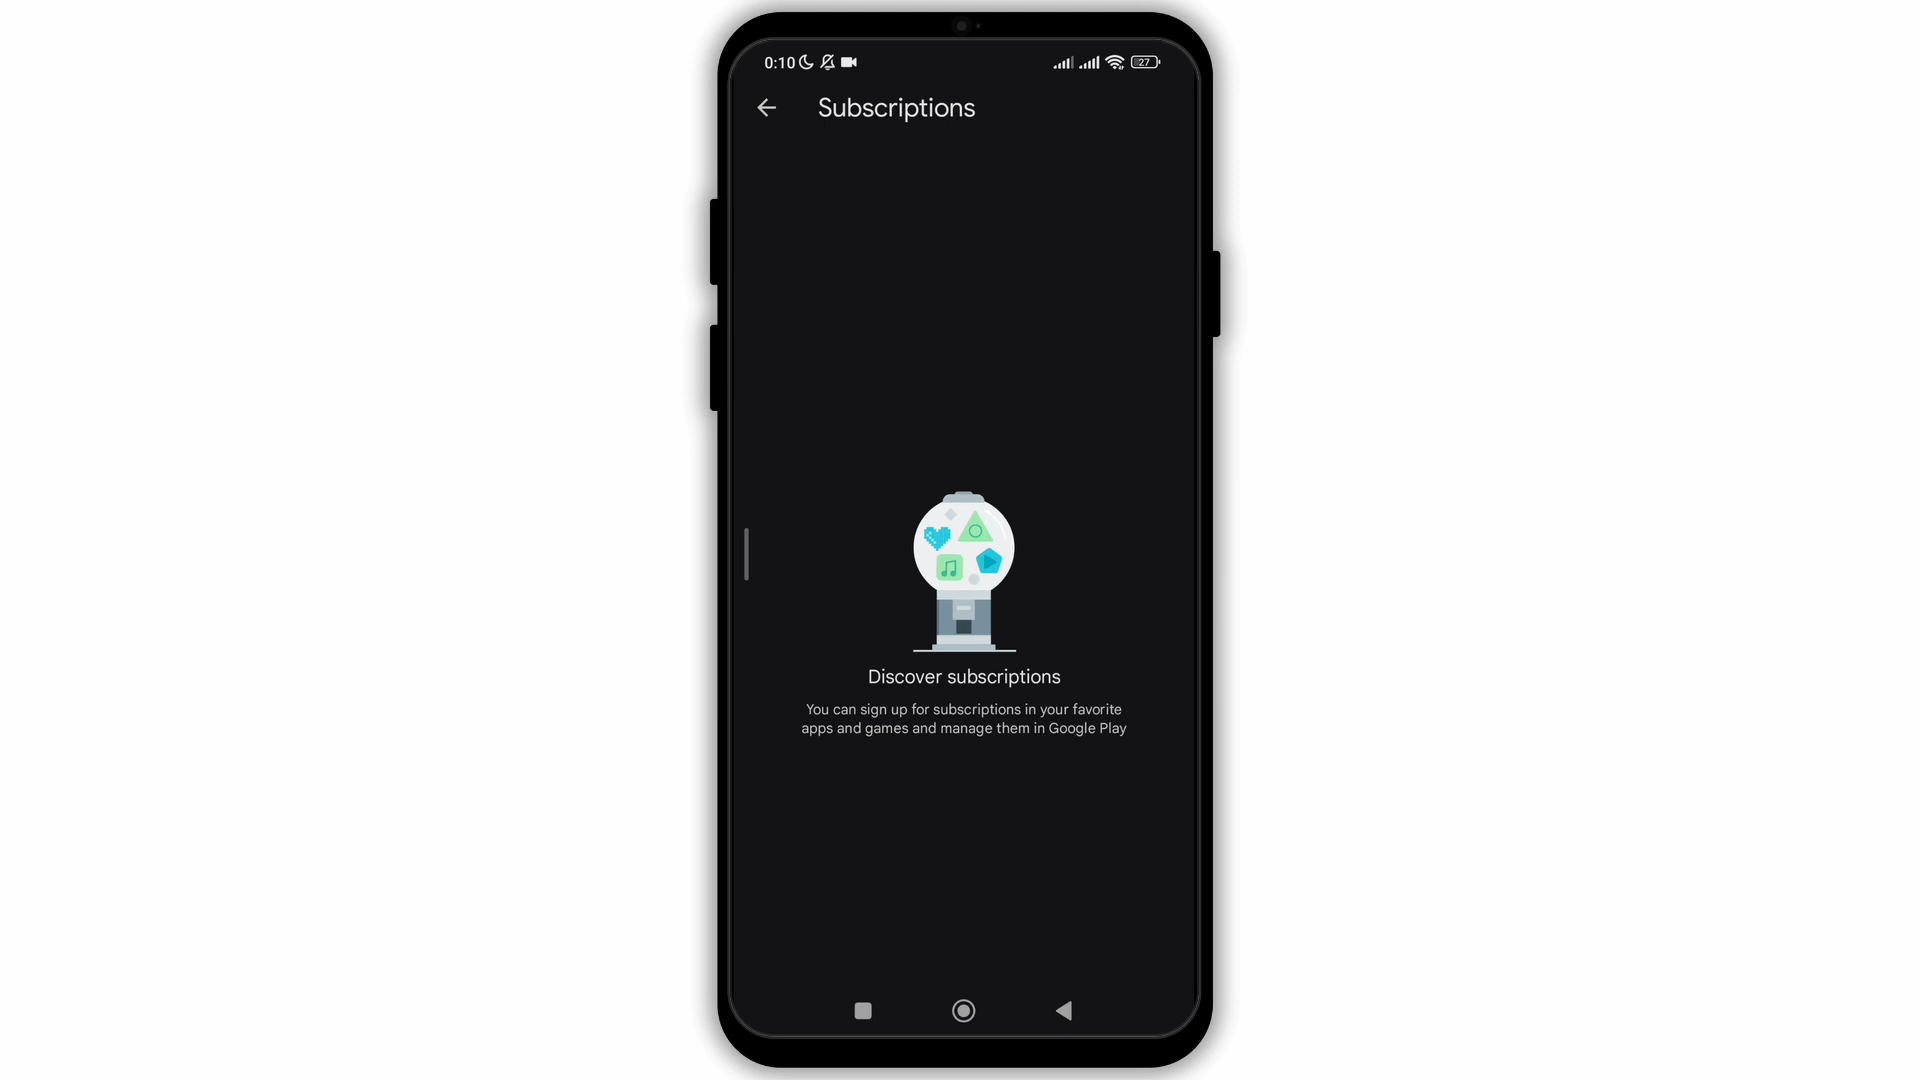 0:10
27
Subscriptions
Discover subscriptions
You can sign up for subscriptions in your favorite
apps and games and manage them in Google Play